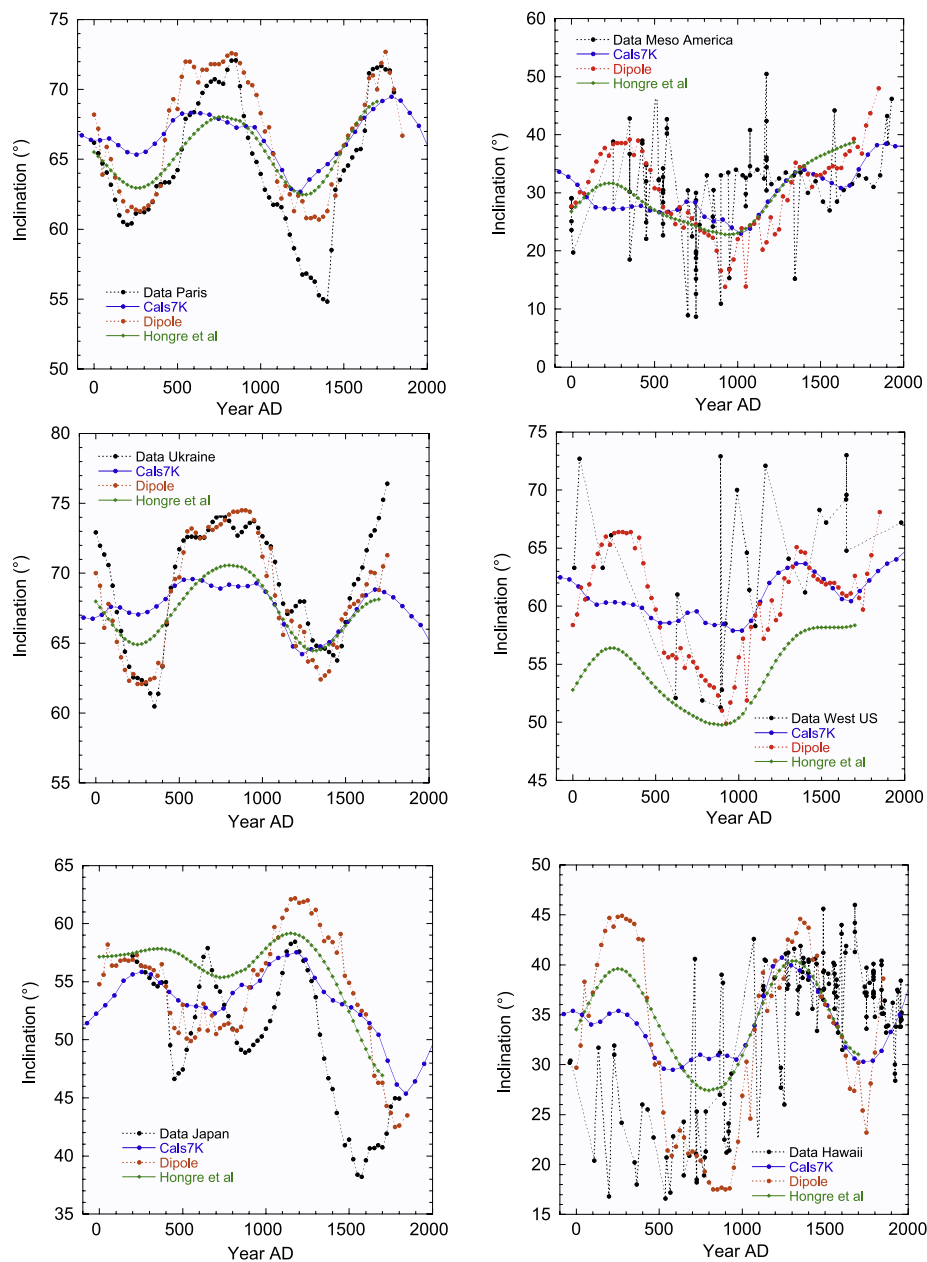 75
70
65
60
55
50
Inclination (°)
Data Paris
Cals7K
Dipole
Hongre et al
0 500 1000 1500 2000
Year AD
60
50
40
30
20
10
0
Inclination (°)
Data Meso America
Cals7K
Dipole
Hongre et al
0 500 1000 1500 2000
Year AD
80
75
70
65
60
55
Inclination (°)
Data Ukraine
Cals7K
Dipole
Hongre et al
0 500 1000 1500 2000
Year AD
75
70
65
60
55
50
45
Inclination (°)
Data West US
Cals7K
Dipole
Hongre et al
0 500 1000 1500 2000
Year AD
65
60
55
50
45
40
35
Inclination (°)
Data Japan
Cals7K
Dipole
Hongre et al
0 500 1000 1500 2000
Year AD
50
45
40
35
30
25
20
15
Inclination (°)
Data Hawaii
Cals7K
Dipole
Hongre et al
0 500 1000 1500 2000
Year AD